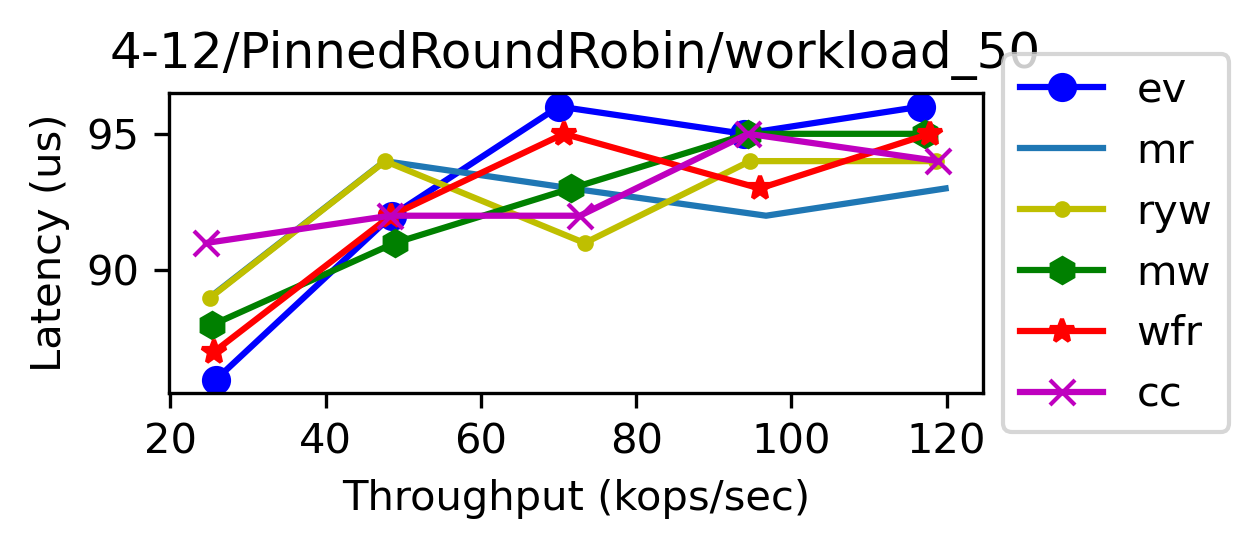 4-12/PinnedRoundRobin/workload_50
Latency (us)
95
90
20 40 60 80 100 120
Throughput (kops/sec)
ev
mr
ryw
mw
wfr
cc